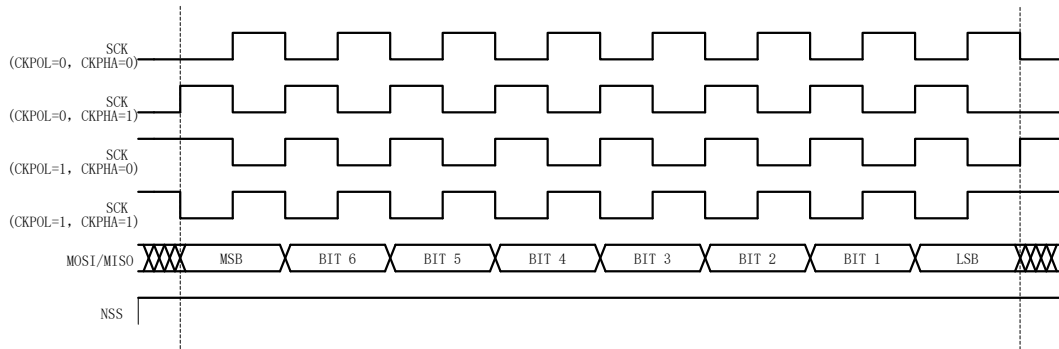 SCK
(CKPOL=0, CKPHA=0)
SCK
(CKPOL=0, CKPHA=1)
SCK
(CKPOL=1, CKPHA=0)
SCK
(CKPOL=1, CKPHA=1)
MOSI/MISO MSB BIT 6 BIT 5 BIT 4 BIT 3 BIT 2 BIT 1 LSB
NSS